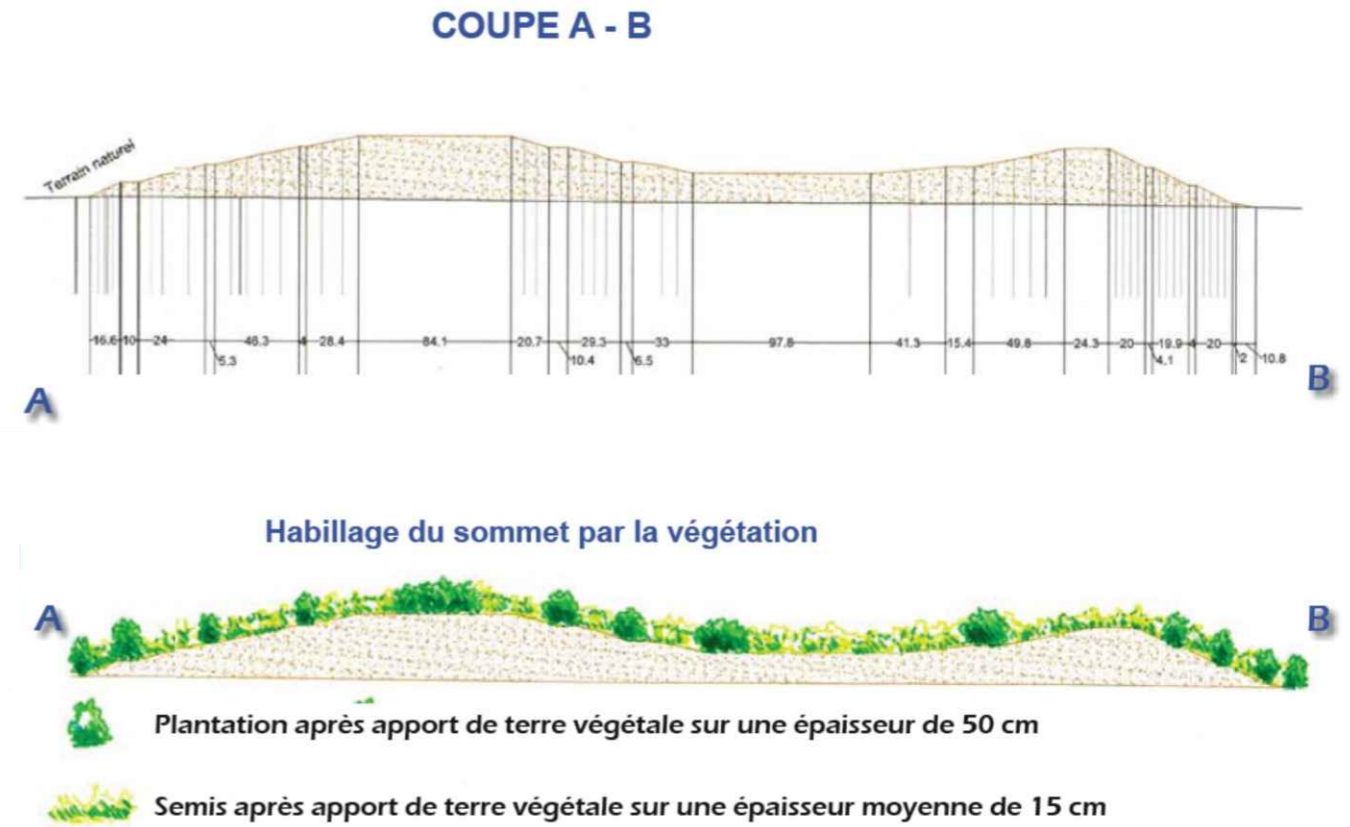 COUPE A - B
Terrain naturel
16.6 10 24 46.3 4 28.4 84.1 20.7 29.3 33 97.8 41.3 15.4 49.8 24.3 20 19.9 4 20
5.3 10.4 6.5 4.1 2 10.8
A B
Habillage du sommet par la végétation
A B
Plantation après apport de terre végétale sur une épaisseur de 50 cm
Semis après apport de terre végétale sur une épaisseur moyenne de 15 cm